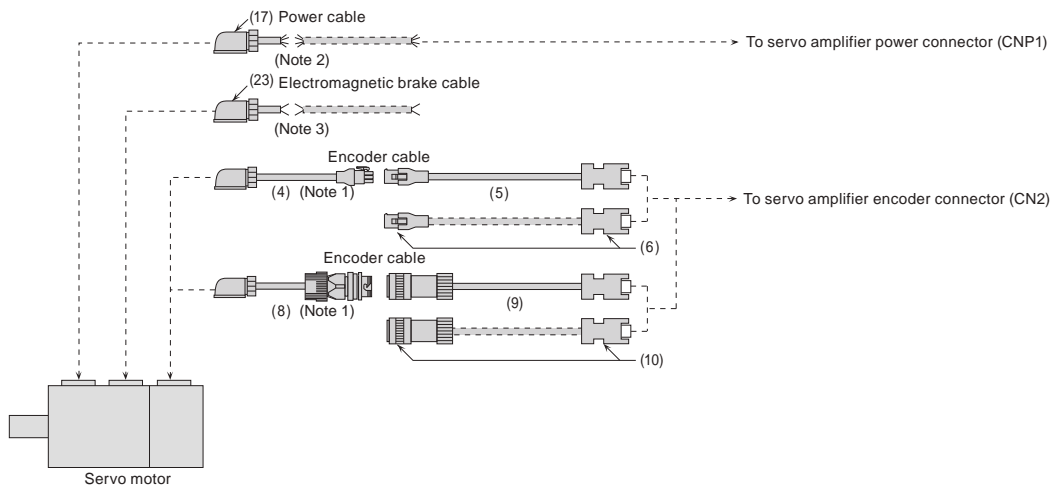 (17) Power cable
To servo amplifier power connector (CNP1)
(Note 2)
(23) Electromagnetic brake cable
(Note 3)
Encoder cable
(4) (Note 1)
(5)
To servo amplifier encoder connector (CN2)
(6)
Encoder cable
(8) (Note 1)
(9)
(10)
Servo motor